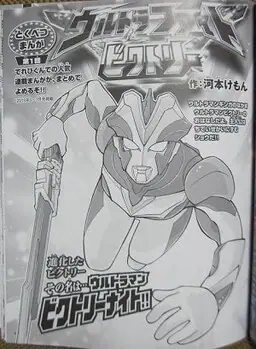 とくべつ
まんが
第1回
てれびくんでの人気
連載まんがが、まとめて
よめるぞ!!
ウルトラファイト
ビクトリー
作:河本けもん
進化した
ビクトリー
その名は…ウルトラマン
ビクトリーナイト!!